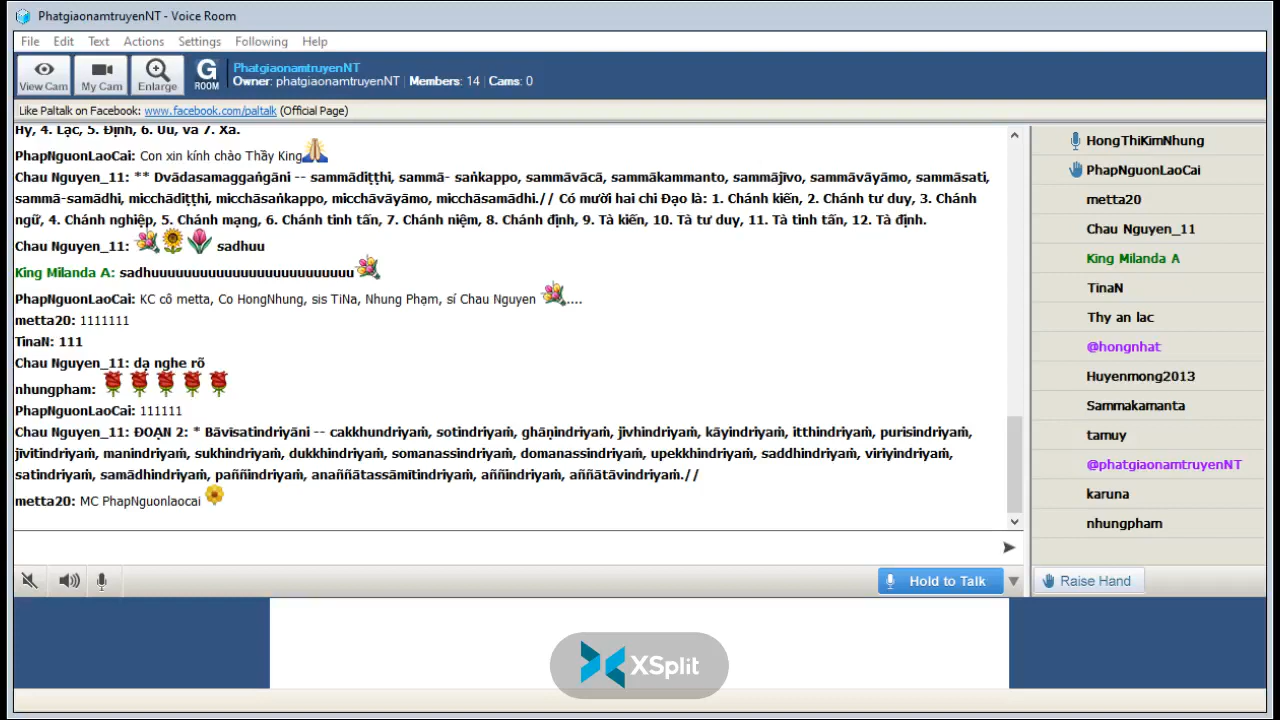 PhatgiaonamtruyenNT - Voice Room
File Edit Text Actions Settings Following Help
View Cam My Cam Enlarge G ROOM
PhatgiaonamtruyenNT
Owner: phatgiaonamtruyenNT Members: 14 Cams: 0
Like Paltalk on Facebook: www.facebook.com/paltalk (Official Page)
Hỷ, 4. Lạc, 5. Định, 6. Ưu, và 7. Xả.
PhapNguonLaoCai: Con xin kính chào Thầy King
Chau Nguyen_11: ** Dvādasamaggaṅgāni -- sammādiṭṭhi, sammā- saṅkappo, sammāvācā, sammākammanto, sammājīvo, sammāvāyāmo, sammāsati,
sammā-samādhi, micchādiṭṭhi, micchāsaṅkappo, micchāvāyāmo, micchāsamādhi.// Có mười hai chi Đạo là: 1. Chánh kiến, 2. Chánh tư duy, 3. Chánh
ngữ, 4. Chánh nghiệp, 5. Chánh mạng, 6. Chánh tinh tấn, 7. Chánh niệm, 8. Chánh định, 9. Tà kiến, 10. Tà tư duy, 11. Tà tinh tấn, 12. Tà định.
Chau Nguyen_11: sadhuu
King Milanda A: sadhuuuuuuuuuuuuuuuuuuuuuuuuu
PhapNguonLaoCai: KC cô metta, Co HongNhung, sis TiNa, Nhung Phạm, sí Chau Nguyen ....
metta20: 1111111
TinaN: 111
Chau Nguyen_11: dạ nghe rõ
nhungpham:
PhapNguonLaoCai: 111111
Chau Nguyen_11: ĐOẠN 2: * Bāvīsatindriyāni -- cakkhundriyaṁ, sotindriyaṁ, ghāṇindriyaṁ, jivhindriyaṁ, kāyindriyaṁ, itthindriyaṁ, purisindriyaṁ,
jīvitindriyaṁ, manindriyaṁ, sukhindriyaṁ, dukkhindriyaṁ, somanassindriyaṁ, domanassindriyaṁ, upekkhindriyaṁ, saddhindriyaṁ, viriyindriyaṁ,
satindriyaṁ, samādhindriyaṁ, paññindriyaṁ, anaññātassāmītindriyaṁ, aññindriyaṁ, aññātāvindriyaṁ.//
metta20: MC PhapNguonlaocai
HongThiKimNhung
PhapNguonLaoCai
metta20
Chau Nguyen_11
King Milanda A
TinaN
Thy an lac
@hongnhat
Huyenmong2013
Sammakamanta
tamuy
@phatgiaonamtruyenNT
karuna
nhungpham
Hold to Talk
Raise Hand
XSplit